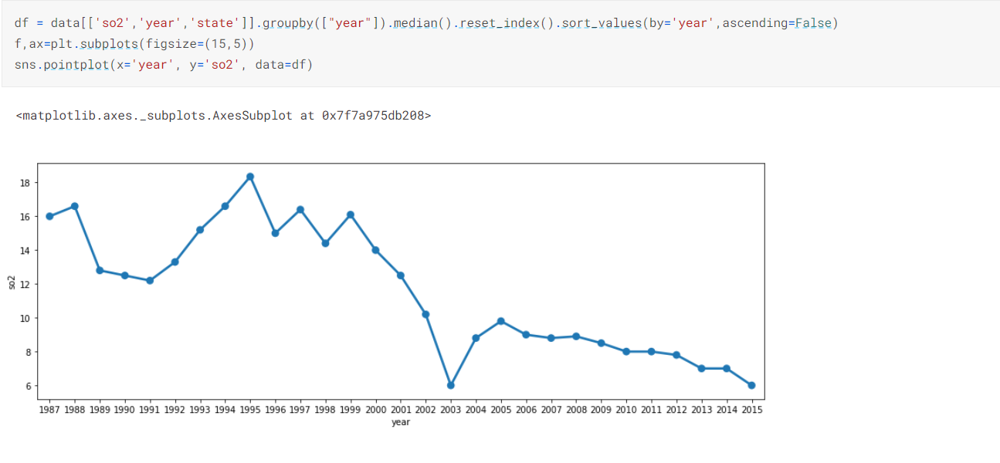 df = data[['so2','year','state']].groupby(["year"]).median().reset_index().sort_values(by='year',ascending=False)
f,ax=plt.subplots(figsize=(15,5))
sns.pointplot(x='year', y='so2', data=df)
<matplotlib.axes._subplots.AxesSubplot at 0x7f7a975db208>
18
16
14
12
10
8
6
so2
1987 1988 1989 1990 1991 1992 1993 1994 1995 1996 1997 1998 1999 2000 2001 2002 2003 2004 2005 2006 2007 2008 2009 2010 2011 2012 2013 2014 2015
year